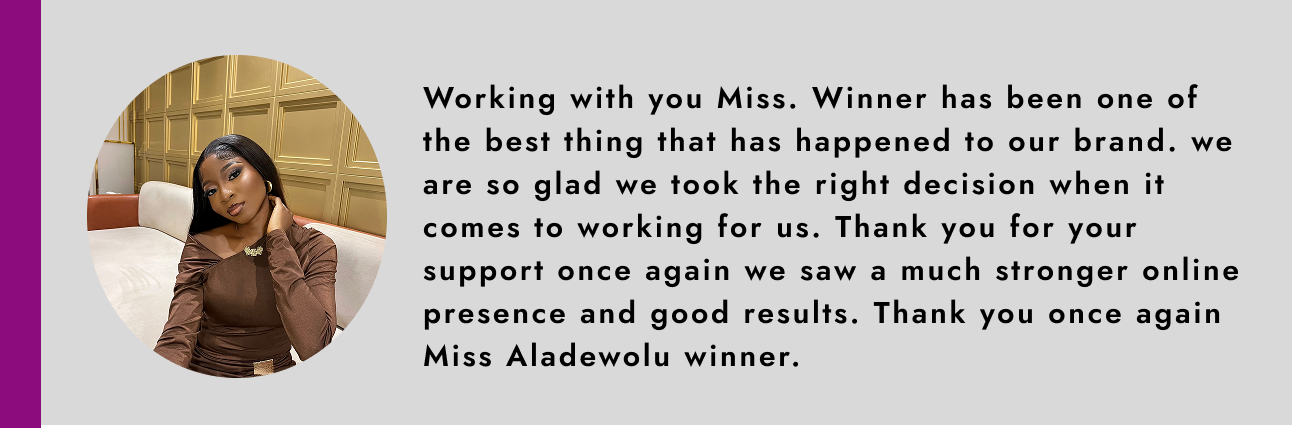 Working with you Miss. Winner has been one of
the best thing that has happened to our brand. we
are so glad we took the right decision when it
comes to working for us. Thank you for your
support once again we saw a much stronger online
presence and good results. Thank you once again
Miss Aladewolu winner.